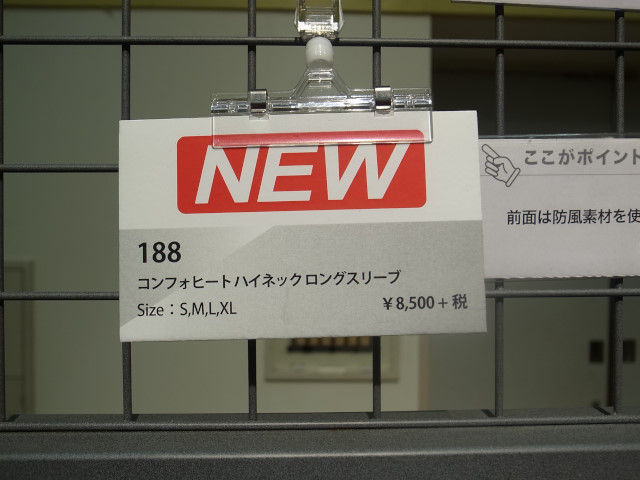 NEW
188
コンフォヒートハイネックロングスリーブ
Size：S,M,L,XL
￥8,500＋税
ここがポイント
前面は防風素材を使